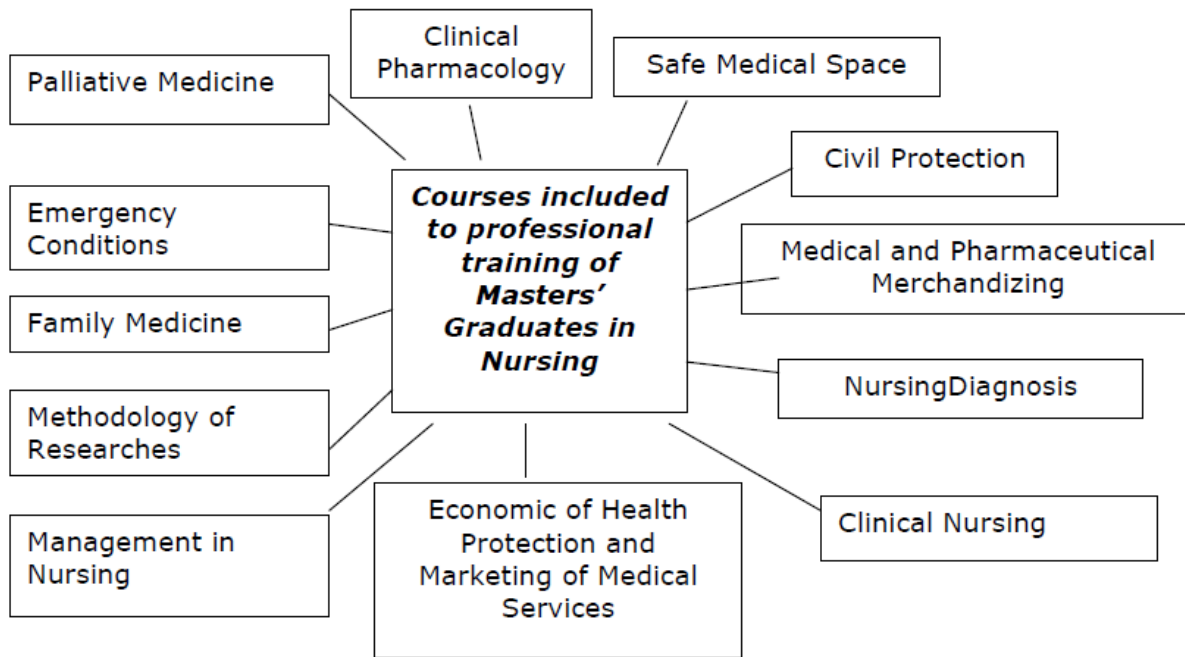 Clinical
Pharmacology
Safe Medical Space
Palliative Medicine
Civil Protection
Courses included
to professional
training of
Masters’
Graduates in
Nursing
Emergency
Conditions
Medical and Pharmaceutical
Merchandizing
Family Medicine
NursingDiagnosis
Methodology of
Researches
Clinical Nursing
Management in
Nursing
Economic of Health
Protection and
Marketing of Medical
Services